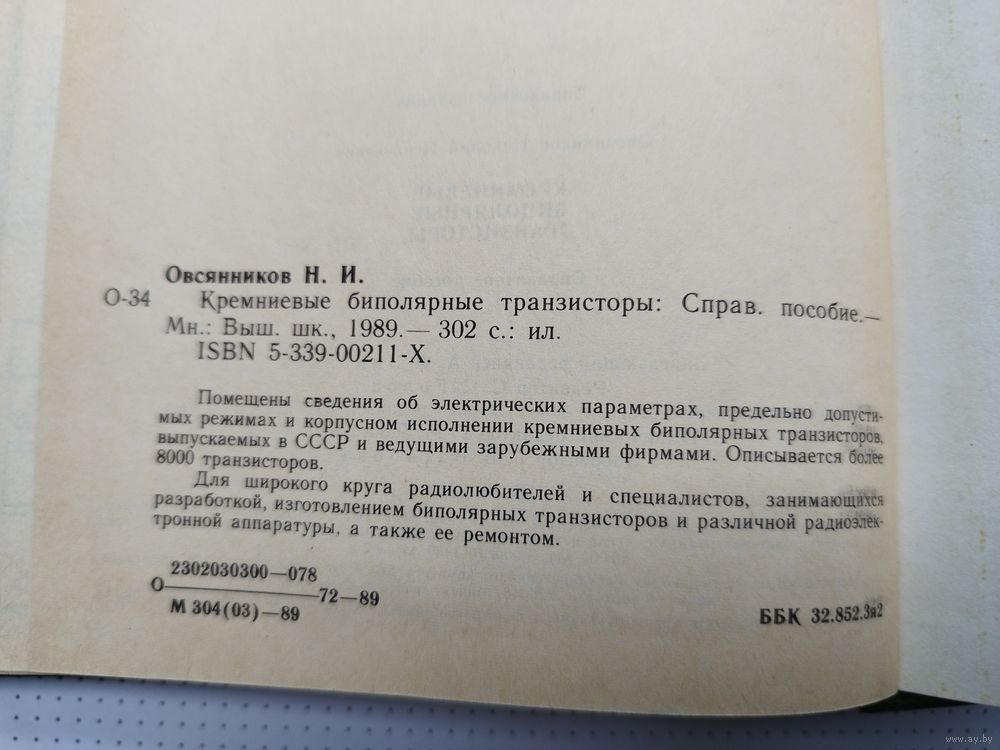 Овсянников Н. И.
О-34 Кремниевые биполярные транзисторы: Справ. пособие.—
Мн.: Выш. шк., 1989.— 302 с.: ил.
ISBN 5-339-00211-X.
Помещены сведения об электрических параметрах, предельно допусти-
мых режимах и корпусном исполнении кремниевых биполярных транзисторов,
выпускаемых в СССР и ведущими зарубежными фирмами. Описывается более
8000 транзисторов.
Для широкого круга радиолюбителей и специалистов, занимающихся
разработкой, изготовлением биполярных транзисторов и различной радиоэлек-
тронной аппаратуры, а также ее ремонтом.
2302030300—078
О 72—89
М 304(03)—89
ББК 32.852.3я2
www.ay.by